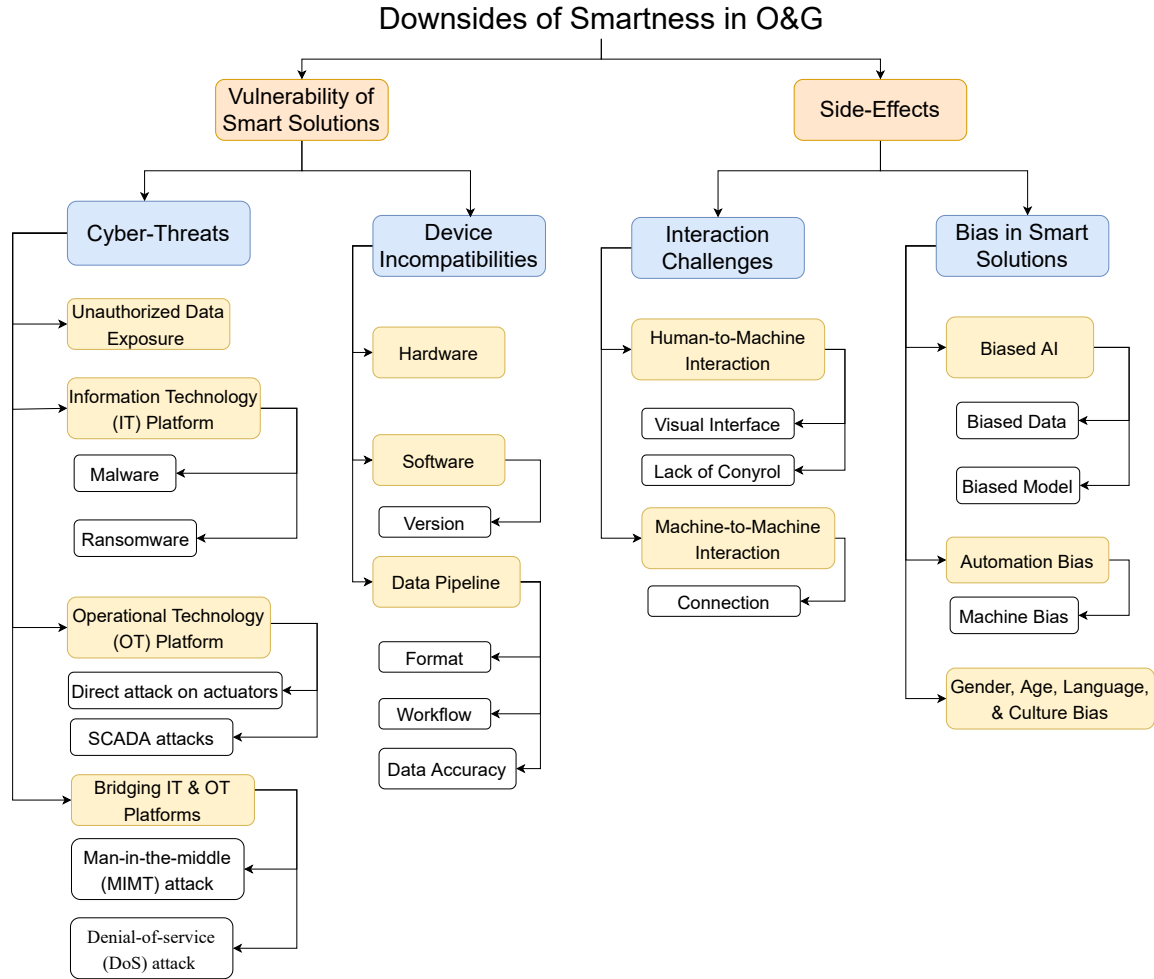 Downsides of Smartness in O&G
Vulnerability of
Smart Solutions
Side-Effects
Cyber-Threats
Device
Incompatibilities
Interaction
Challenges
Bias in Smart
Solutions
Unauthorized Data
Exposure
Information Technology
(IT) Platform
Malware
Ransomware
Operational Technology
(OT) Platform
Direct attack on actuators
SCADA attacks
Bridging IT & OT
Platforms
Man-in-the-middle
(MIMT) attack
Denial-of-service
(DoS) attack
Hardware
Software
Version
Data Pipeline
Format
Workflow
Data Accuracy
Human-to-Machine
Interaction
Visual Interface
Lack of Conyrol
Machine-to-Machine
Interaction
Connection
Biased AI
Biased Data
Biased Model
Automation Bias
Machine Bias
Gender, Age, Language,
& Culture Bias